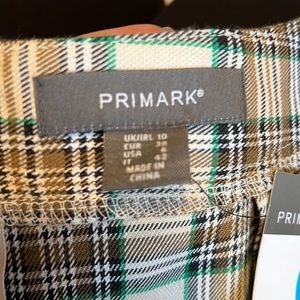 PRIMARK®
UK/IRL 10
EUR 38
USA 6
IT 42
MADE IN
CHINA
PRIM